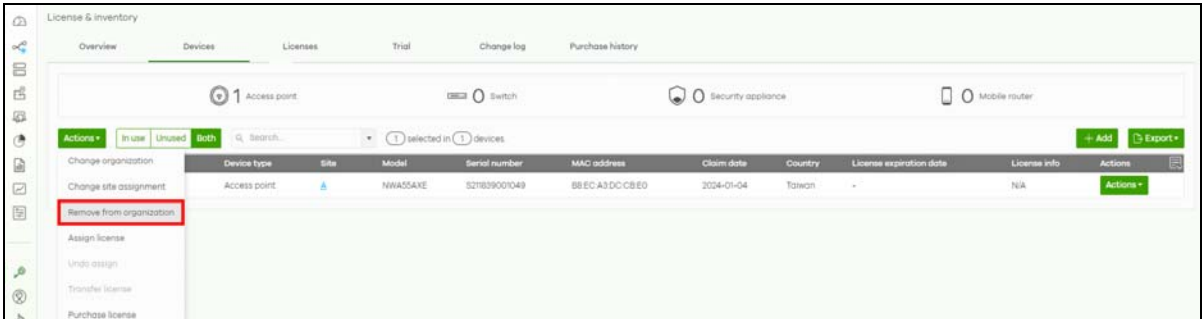 License & inventory
Overview Devices Licenses Trial Change log Purchase history
1 Access point 0 Switch 0 Security appliance 0 Mobile router
Actions In use Unused Both Search... 1 selected in 1 devices. + Add Export
Change organization Device type Site Model Serial number MAC address Claim date Country License expiration date License info Actions
Change site assignment Access point A NWA55AXE S211839001049 B8:EC:A3:DC:CB:E0 2024-01-04 Taiwan - N/A Actions
Remove from organization
Assign license
Undo assign
Transfer license
Purchase license